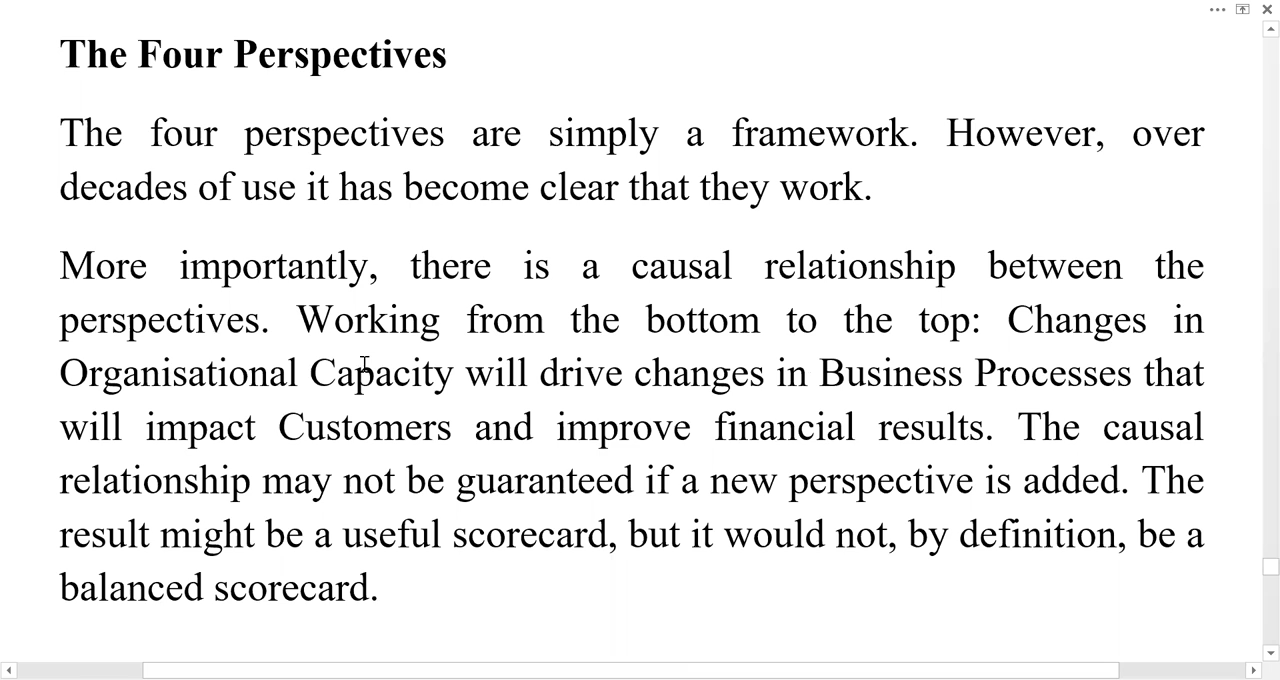 The Four Perspectives
The four perspectives are simply a framework. However, over
decades of use it has become clear that they work.
More importantly, there is a causal relationship between the
perspectives. Working from the bottom to the top: Changes in
Organisational Capacity will drive changes in Business Processes that
will impact Customers and improve financial results. The causal
relationship may not be guaranteed if a new perspective is added. The
result might be a useful scorecard, but it would not, by definition, be a
balanced scorecard.